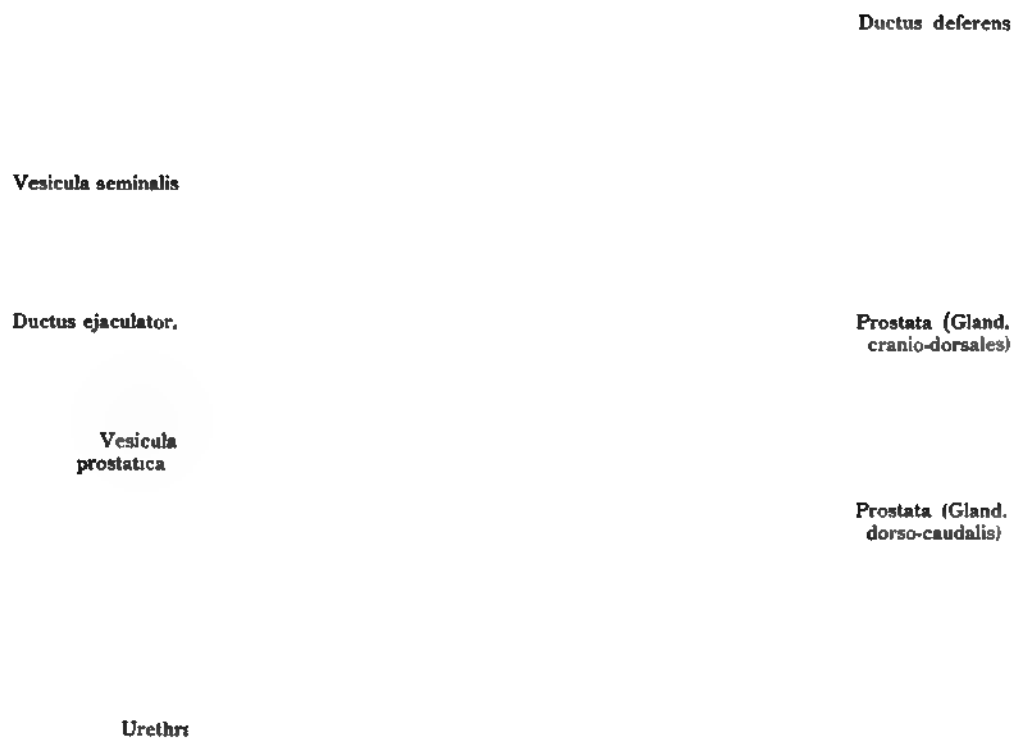 Ductus deferens
Vesicula seminalis
Ductus ejaculator.
Prostata (Gland.
cranio-dorsales)
Vesicula
prostatica
Prostata (Gland.
dorso-caudalis)